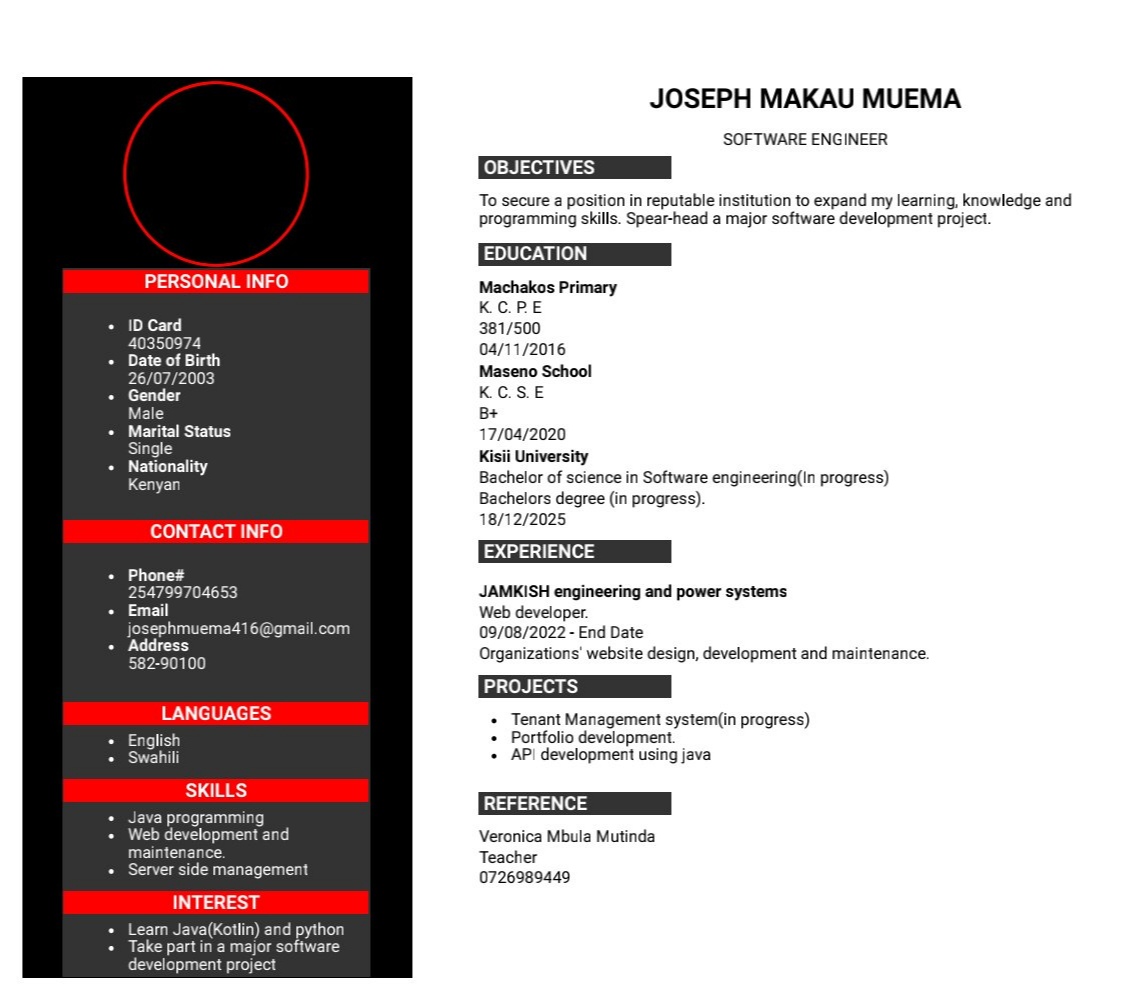 PERSONAL INFO
ID Card
40350974
Date of Birth
26/07/2003
Gender
Male
Marital Status
Single
Nationality
Kenyan
CONTACT INFO
Phone#
254799704653
Email
josephmuema416@gmail.com
Address
582-90100
LANGUAGES
English
Swahili
SKILLS
Java programming
Web development and
maintenance.
Server side management
INTEREST
Learn Java(Kotlin) and python
Take part in a major software
development project
JOSEPH MAKAU MUEMA
SOFTWARE ENGINEER
OBJECTIVES
To secure a position in reputable institution to expand my learning, knowledge and
programming skills. Spear-head a major software development project.
EDUCATION
Machakos Primary
K. C. P. E
381/500
04/11/2016
Maseno School
K. C. S. E
B+
17/04/2020
Kisii University
Bachelor of science in Software engineering(In progress)
Bachelors degree (in progress).
18/12/2025
EXPERIENCE
JAMKISH engineering and power systems
Web developer.
09/08/2022 - End Date
Organizations' website design, development and maintenance.
PROJECTS
Tenant Management system(in progress)
Portfolio development.
API development using java
REFERENCE
Veronica Mbula Mutinda
Teacher
0726989449